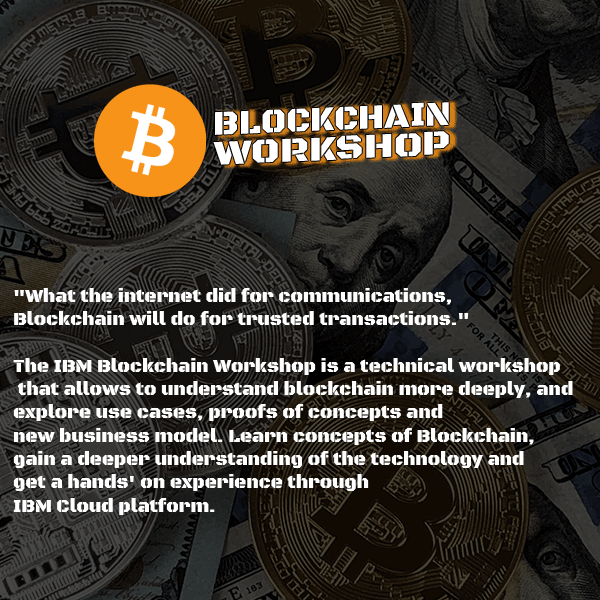 BLOCKCHAIN
WORKSHOP
"What the internet did for communications,
Blockchain will do for trusted transactions."
The IBM Blockchain Workshop is a technical workshop
that allows to understand blockchain more deeply, and
explore use cases, proofs of concepts and
new business model. Learn concepts of Blockchain,
gain a deeper understanding of the technology and
get a hands' on experience through
IBM Cloud platform.